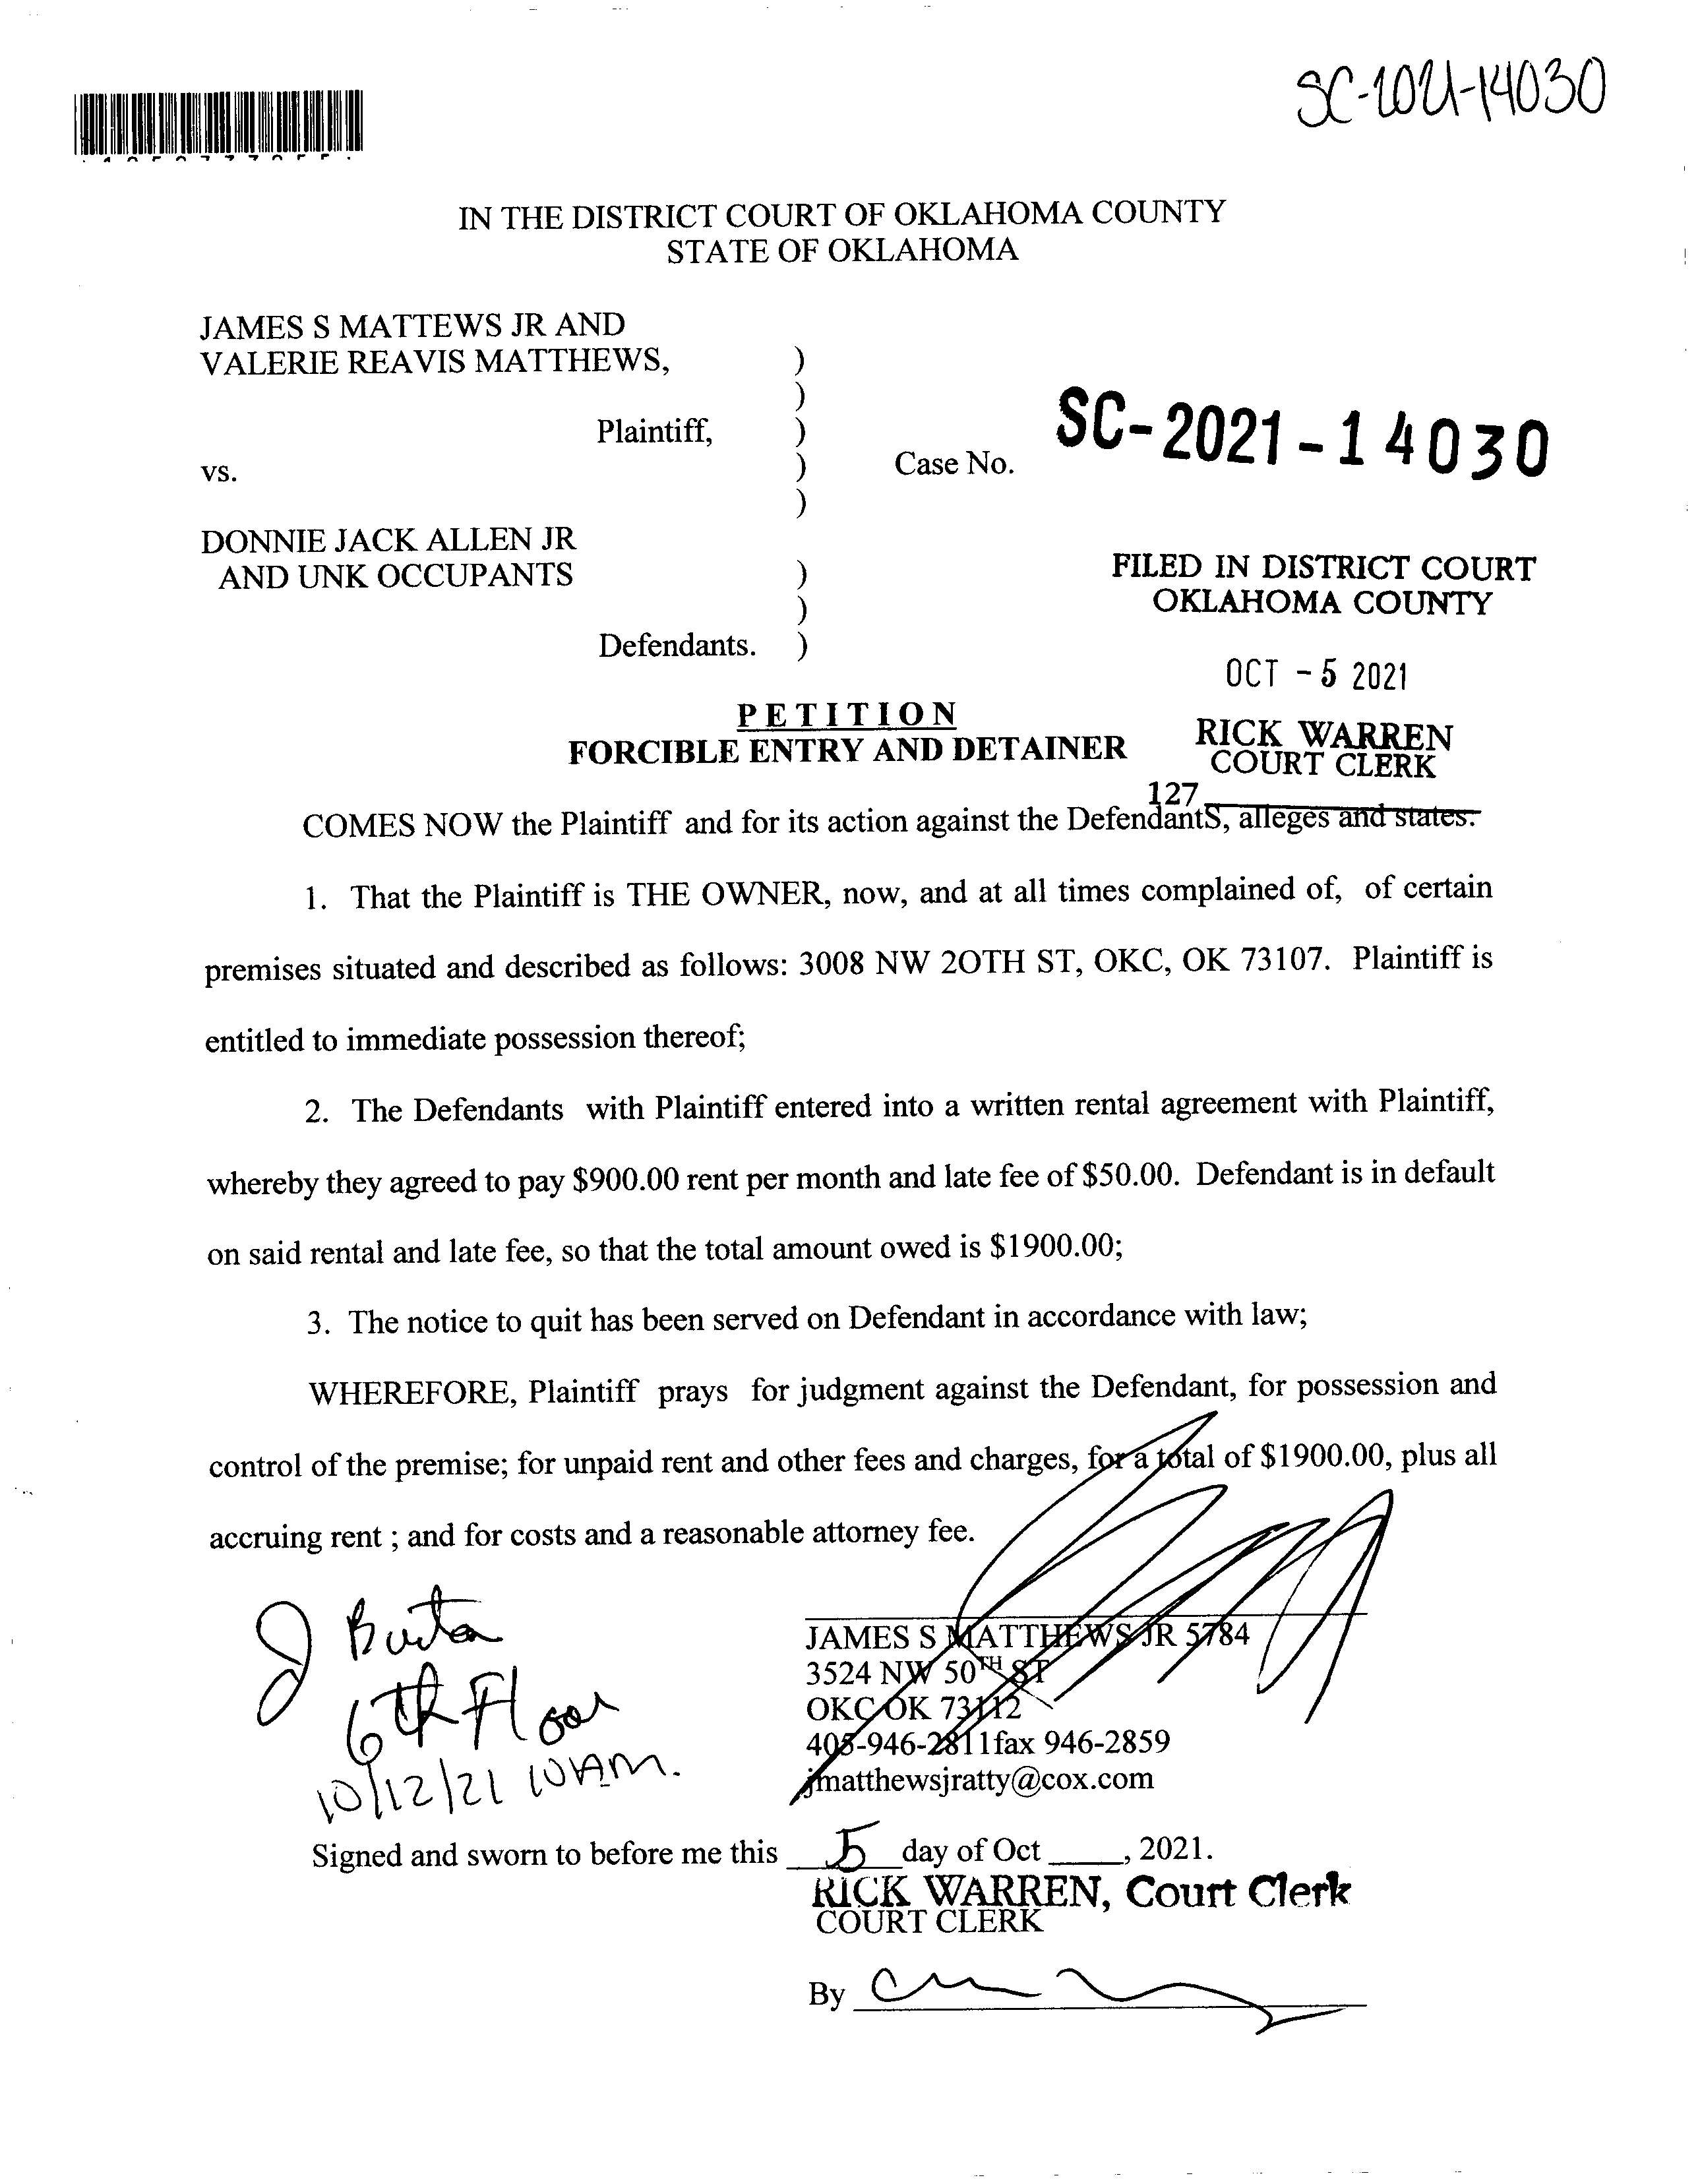 SC-2021-14030
IN THE DISTRICT COURT OF OKLAHOMA COUNTY
STATE OF OKLAHOMA
JAMES S MATTEWS JR AND
VALERIE REAVIS MATTHEWS, )
)
Plaintiff, )
vs. ) Case No. SC-2021-14030
)
DONNIE JACK ALLEN JR
AND UNK OCCUPANTS )
)
Defendants. )
FILED IN DISTRICT COURT
OKLAHOMA COUNTY
OCT - 5 2021
RICK WARREN
COURT CLERK
127
PETITION
FORCIBLE ENTRY AND DETAINER
COMES NOW the Plaintiff and for its action against the DefendantS, alleges and states:
1. That the Plaintiff is THE OWNER, now, and at all times complained of, of certain
premises situated and described as follows: 3008 NW 2OTH ST, OKC, OK 73107. Plaintiff is
entitled to immediate possession thereof;
2. The Defendants with Plaintiff entered into a written rental agreement with Plaintiff,
whereby they agreed to pay $900.00 rent per month and late fee of $50.00. Defendant is in default
on said rental and late fee, so that the total amount owed is $1900.00;
3. The notice to quit has been served on Defendant in accordance with law;
WHEREFORE, Plaintiff prays for judgment against the Defendant, for possession and
control of the premise; for unpaid rent and other fees and charges, for a total of $1900.00, plus all
accruing rent ; and for costs and a reasonable attorney fee.
J Burton
6th Floor
10/12/21 10AM.
JAMES S MATTHEWS JR 5784
3524 NW 50TH ST
OKC OK 73112
405-946-2811fax 946-2859
jmatthewsjratty@cox.com
Signed and sworn to before me this 5 day of Oct ____, 2021.
RICK WARREN, Court Clerk
COURT CLERK
By